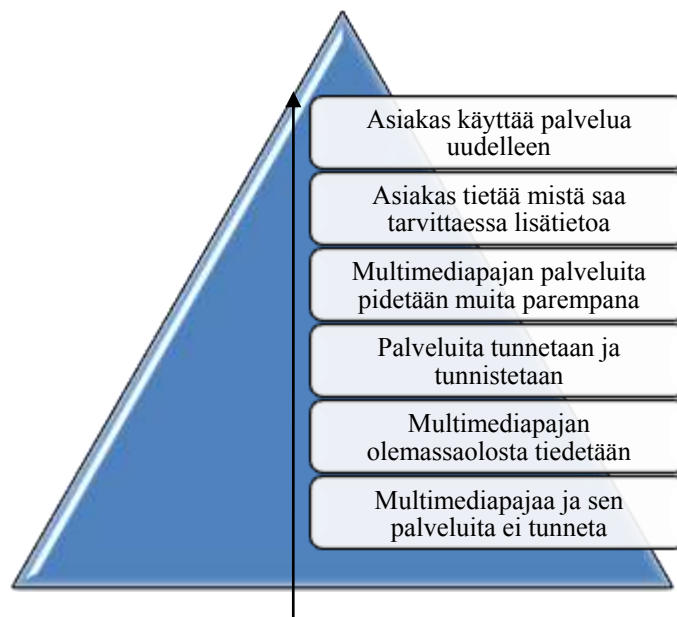 Asiakas käyttää palvelua
uudelleen
Asiakas tietää mistä saa
tarvittaessa lisätietoa
Multimediapajan palveluita
pidetään muita parempana
Palveluita tunnetaan ja
tunnistetaan
Multimediapajan
olemassaolosta tiedetään
Multimediapajaa ja sen
palveluita ei tunneta